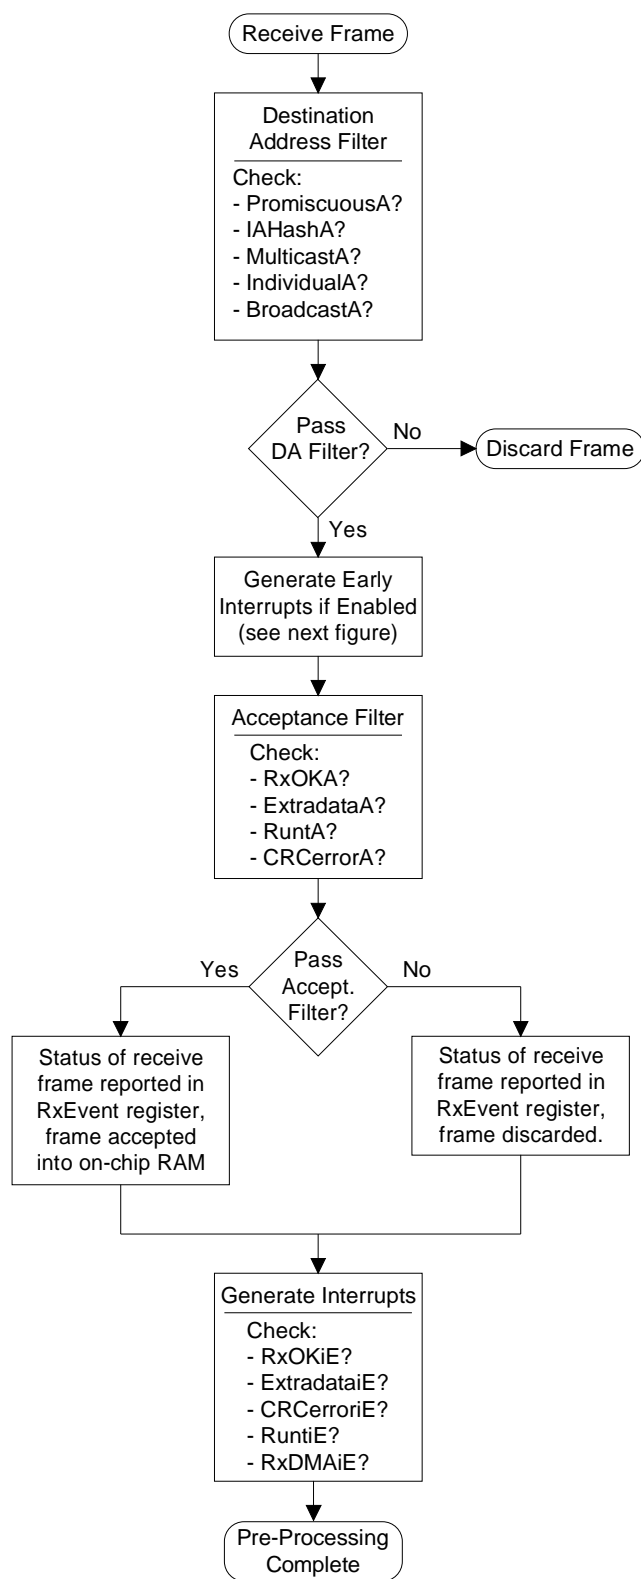 Receive Frame
Destination
Address Filter
Check:
- PromiscuousA?
- IAHashA?
- MulticastA?
- IndividualA?
- BroadcastA?
Pass
DA Filter?
No
Discard Frame
Yes
Generate Early
Interrupts if Enabled
(see next figure)
Acceptance Filter
Check:
- RxOKA?
- ExtradataA?
- RuntA?
- CRCerrorA?
Pass
Accept.
Filter?
Yes
No
Status of receive
frame reported in
RxEvent register,
frame accepted
into on-chip RAM
Status of receive
frame reported in
RxEvent register,
frame discarded.
Generate Interrupts
Check:
- RxOKiE?
- ExtradataiE?
- CRCerroriE?
- RuntiE?
- RxDMAiE?
Pre-Processing
Complete